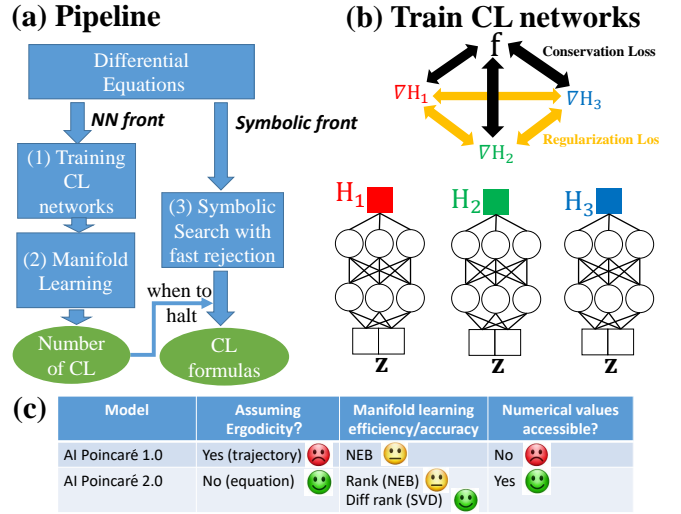 (a) Pipeline
Differential
Equations
NN front
Symbolic front
(1) Training
CL
networks
(2) Manifold
Learning
(3) Symbolic
Search with
fast rejection
when to
halt
Number
of CL
CL
formulas
(b) Train CL networks
f
Conservation Loss
∇H₁
∇H₃
∇H₂
Regularization Los
H₁
H₂
H₃
z
z
z
(c)
Model
Assuming
Ergodicity?
Manifold learning
efficiency/accuracy
Numerical values
accessible?
AI Poincaré 1.0
Yes (trajectory)
NEB
No
AI Poincaré 2.0
No (equation)
Rank (NEB)
Diff rank (SVD)
Yes